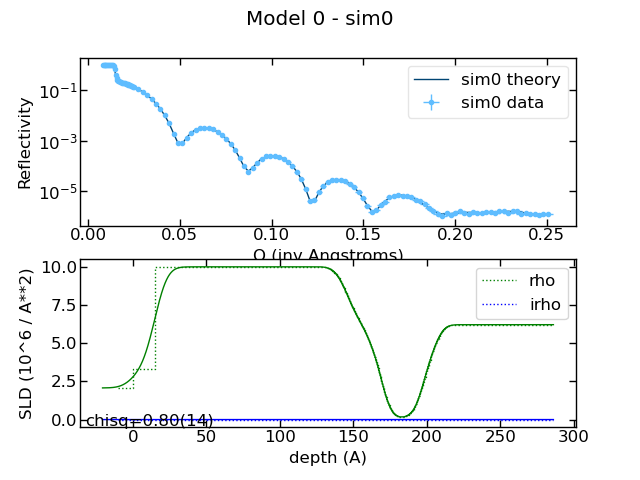 Model 0 - sim0
Reflectivity
10^−1
10^−3
10^−5
sim0 theory
sim0 data
0.00 0.05 0.10 0.15 0.20 0.25
Q (inv Angstroms)
SLD (10^6 / A**2)
10.0
7.5
5.0
2.5
0.0
rho
irho
chisq=0.80(14)
0 50 100 150 200 250 300
depth (A)